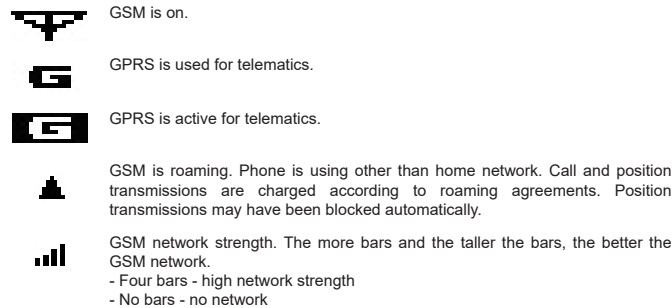 GSM is on.
G
GPRS is used for telematics.
G
GPRS is active for telematics.
GSM is roaming. Phone is using other than home network. Call and position
transmissions are charged according to roaming agreements. Position
transmissions may have been blocked automatically.
GSM network strength. The more bars and the taller the bars, the better the
GSM network.
- Four bars - high network strength
- No bars - no network